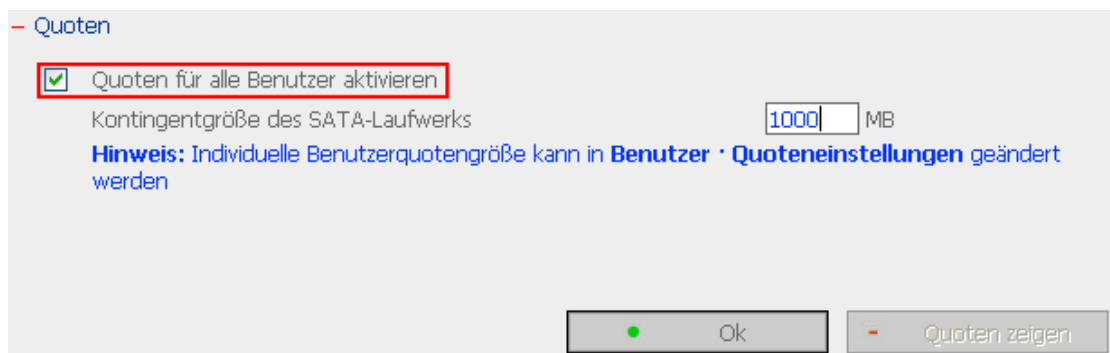 Quoten
Quoten für alle Benutzer aktivieren
Kontingentgröße des SATA-Laufwerks 1000 MB
Hinweis: Individuelle Benutzerquotengröße kann in Benutzer · Quoteneinstellungen geändert
werden
Ok Quoten zeigen